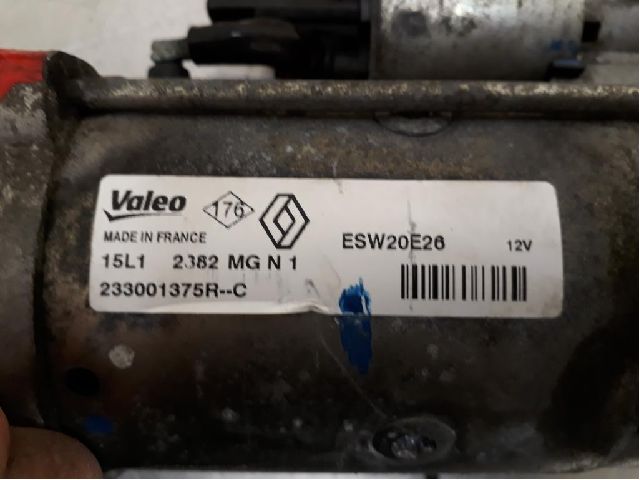 Valeo 176
MADE IN FRANCE
ESW20E26 12V
15L1 2382 MG N 1
233001375R--C